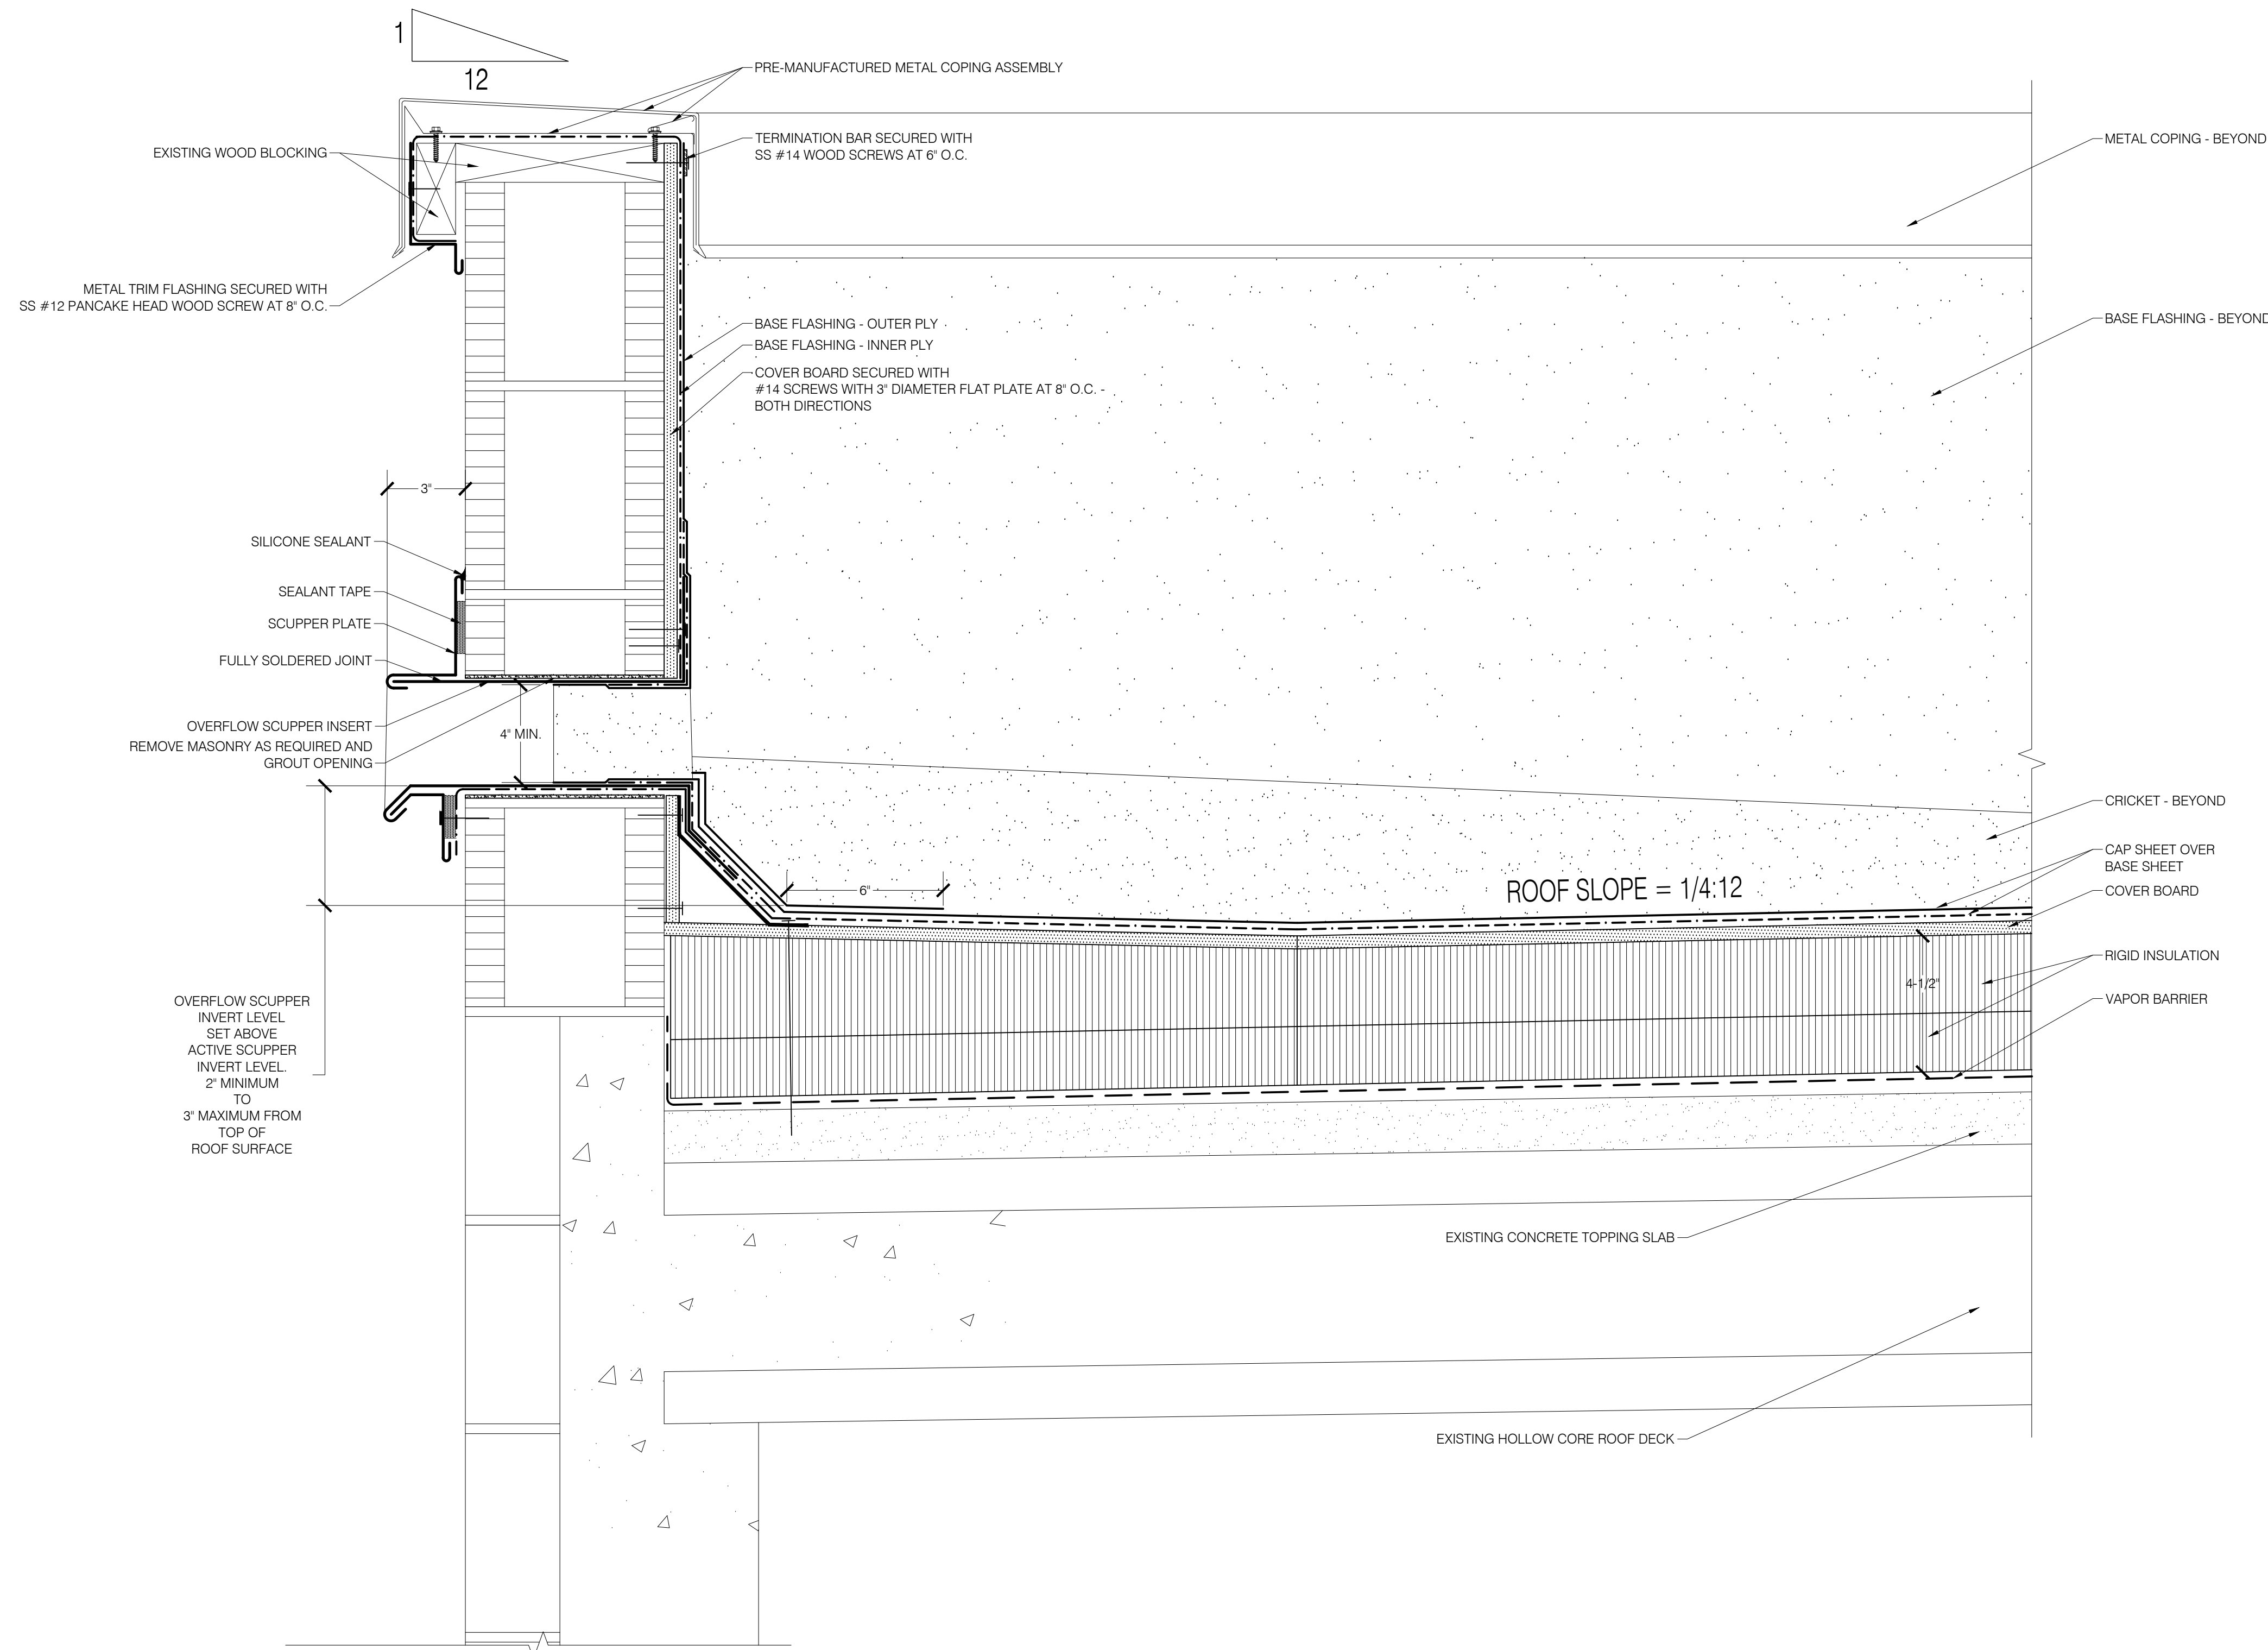 1
12
PRE-MANUFACTURED METAL COPING ASSEMBLY
TERMINATION BAR SECURED WITH
SS #14 WOOD SCREWS AT 6" O.C.
EXISTING WOOD BLOCKING
METAL COPING - BEYOND
METAL TRIM FLASHING SECURED WITH
SS #12 PANCAKE HEAD WOOD SCREW AT 8" O.C.
BASE FLASHING - OUTER PLY
BASE FLASHING - INNER PLY
COVER BOARD SECURED WITH
#14 SCREWS WITH 3" DIAMETER FLAT PLATE AT 8" O.C. -
BOTH DIRECTIONS
BASE FLASHING - BEYOND
3"
SILICONE SEALANT
SEALANT TAPE
SCUPPER PLATE
FULLY SOLDERED JOINT
OVERFLOW SCUPPER INSERT
REMOVE MASONRY AS REQUIRED AND
GROUT OPENING
4" MIN.
6"
ROOF SLOPE = 1/4:12
CRICKET - BEYOND
CAP SHEET OVER
BASE SHEET
COVER BOARD
RIGID INSULATION
4-1/2"
VAPOR BARRIER
OVERFLOW SCUPPER
INVERT LEVEL
SET ABOVE
ACTIVE SCUPPER
INVERT LEVEL.
2" MINIMUM
TO
3" MAXIMUM FROM
TOP OF
ROOF SURFACE
EXISTING CONCRETE TOPPING SLAB
EXISTING HOLLOW CORE ROOF DECK